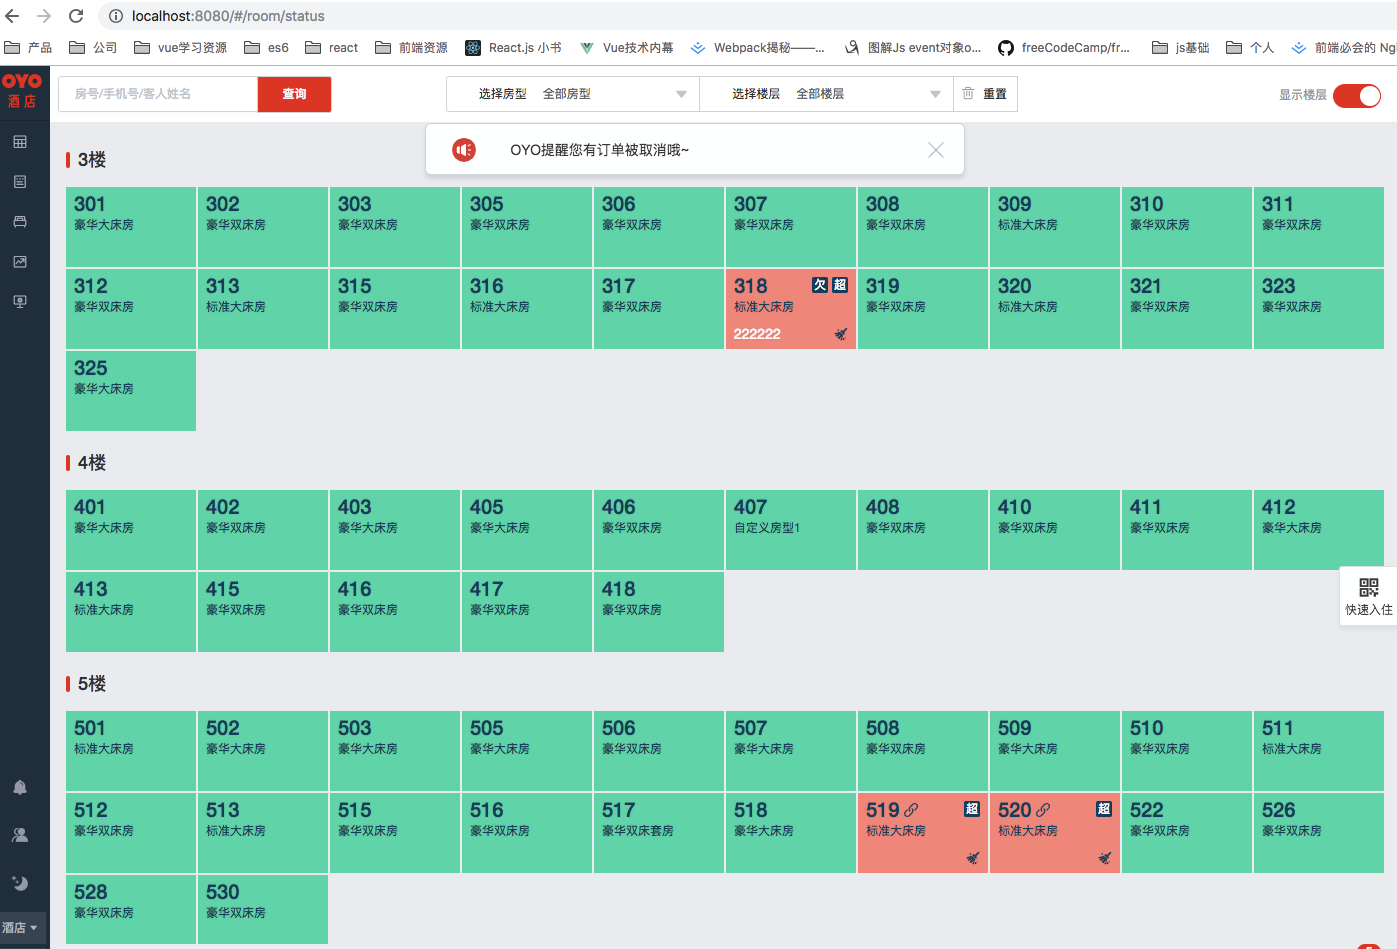 localhost:8080/#/room/status
产品 公司 vue学习资源 es6 react 前端资源 React.js 小书 Vue技术内幕 Webpack揭秘——... 图解Js event对象o... freeCodeCamp/fr... js基础 个人 前端必会的 Ng
OYO
酒店
房号/手机号/客人姓名 查询 选择房型 全部房型 选择楼层 全部楼层 重置 显示楼层
OYO提醒您有订单被取消哦~
3楼
301 302 303 305 306 307 308 309 310 311
豪华大床房 豪华双床房 豪华双床房 豪华双床房 豪华双床房 豪华双床房 豪华双床房 标准大床房 豪华双床房 豪华双床房
312 313 315 316 317 318 欠 超 319 320 321 323
豪华双床房 标准大床房 豪华双床房 标准大床房 豪华双床房 标准大床房 豪华双床房 标准大床房 豪华双床房 豪华双床房
222222
325
豪华大床房
4楼
401 402 403 405 406 407 408 410 411 412
豪华大床房 豪华双床房 豪华大床房 豪华大床房 豪华双床房 自定义房型1 豪华双床房 豪华双床房 豪华双床房 豪华大床房
413 415 416 417 418
标准大床房 豪华双床房 豪华双床房 豪华双床房 豪华双床房
快速入住
5楼
501 502 503 505 506 507 508 509 510 511
标准大床房 豪华大床房 豪华大床房 豪华大床房 豪华双床房 豪华大床房 豪华双床房 豪华大床房 豪华双床房 标准大床房
512 513 515 516 517 518 519 超 520 超 522 526
豪华双床房 标准大床房 豪华双床房 豪华双床房 豪华双床套房 豪华大床房 标准大床房 标准大床房 豪华双床房 豪华双床房
528 530
豪华双床房 豪华双床房
酒店